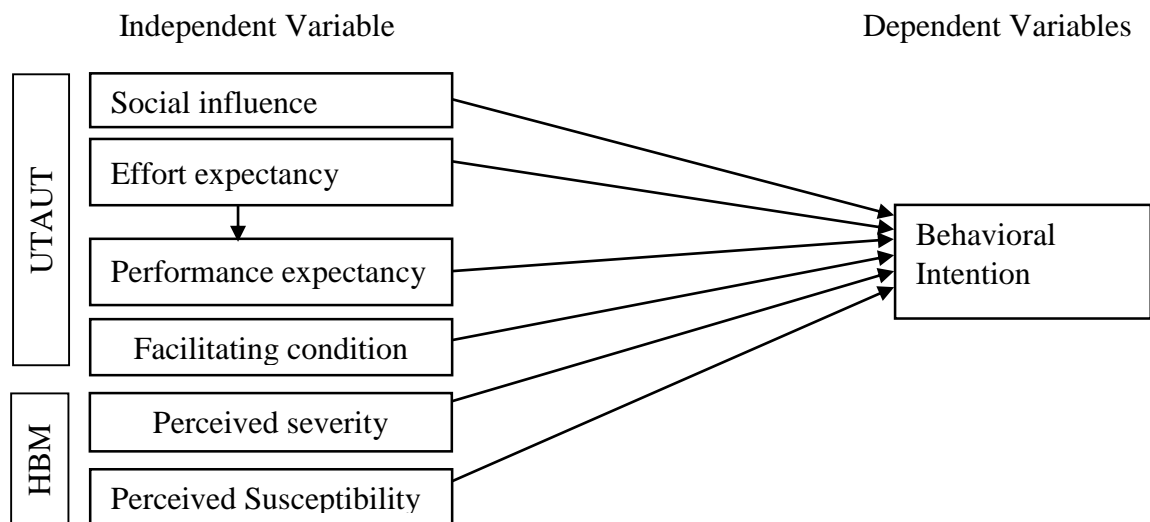 Independent Variable
Dependent Variables
UTAUT
Social influence
Effort expectancy
Performance expectancy
Facilitating condition
HBM
Perceived severity
Perceived Susceptibility
Behavioral
Intention